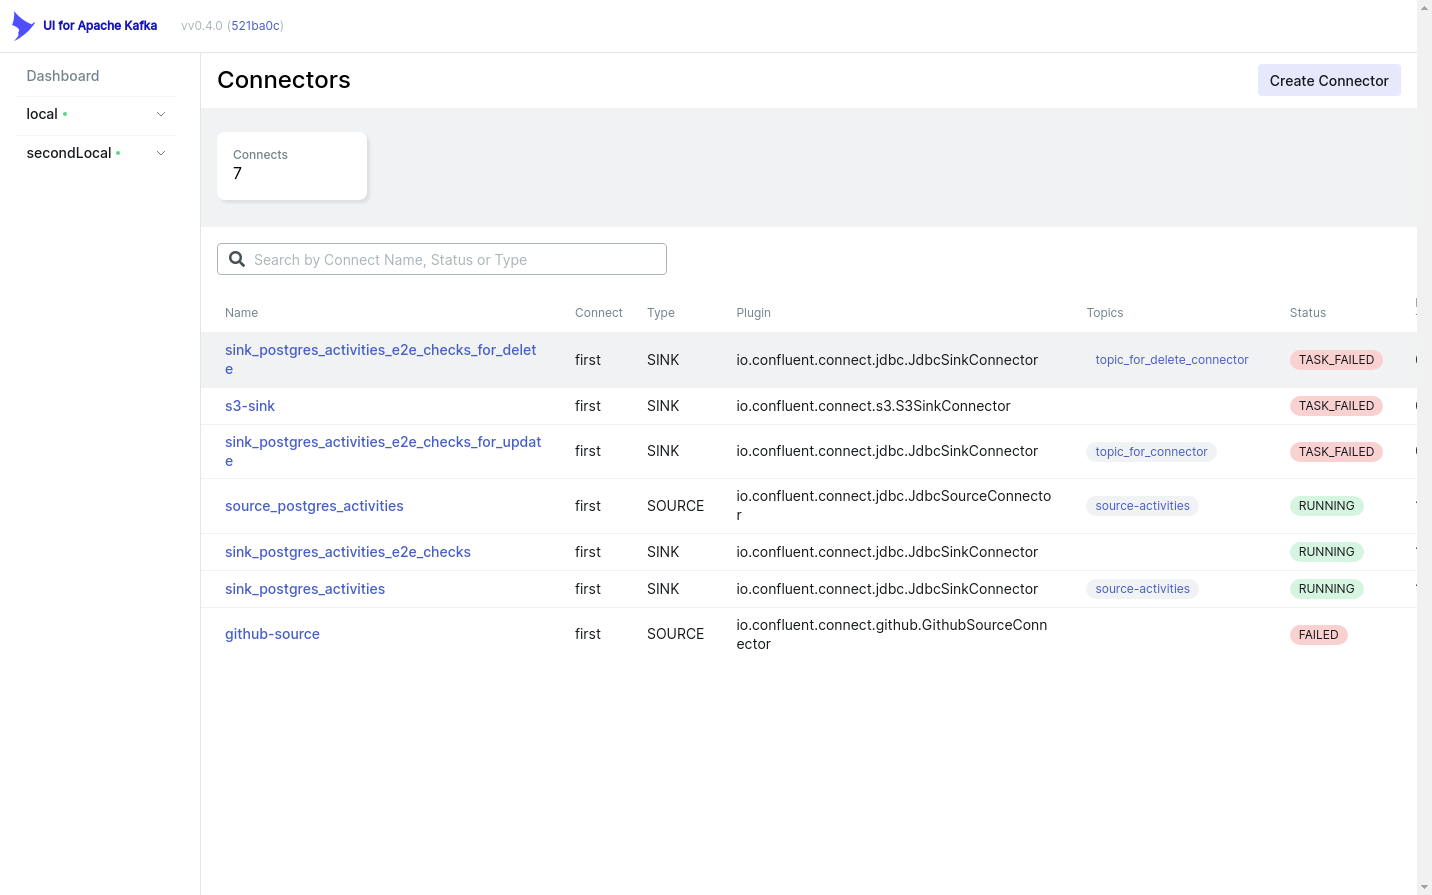 UI for Apache Kafka vv0.4.0 (521ba0c)
Dashboard
local
secondLocal
Connectors
Create Connector
Connects
7
Search by Connect Name, Status or Type
Name Connect Type Plugin Topics Status
sink_postgres_activities_e2e_checks_for_delet
e
first SINK io.confluent.connect.jdbc.JdbcSinkConnector topic_for_delete_connector TASK_FAILED
s3-sink first SINK io.confluent.connect.s3.S3SinkConnector TASK_FAILED
sink_postgres_activities_e2e_checks_for_updat
e
first SINK io.confluent.connect.jdbc.JdbcSinkConnector topic_for_connector TASK_FAILED
source_postgres_activities first SOURCE io.confluent.connect.jdbc.JdbcSourceConnecto
r
source-activities RUNNING
sink_postgres_activities_e2e_checks first SINK io.confluent.connect.jdbc.JdbcSinkConnector RUNNING
sink_postgres_activities first SINK io.confluent.connect.jdbc.JdbcSinkConnector source-activities RUNNING
github-source first SOURCE io.confluent.connect.github.GithubSourceConn
ector
FAILED